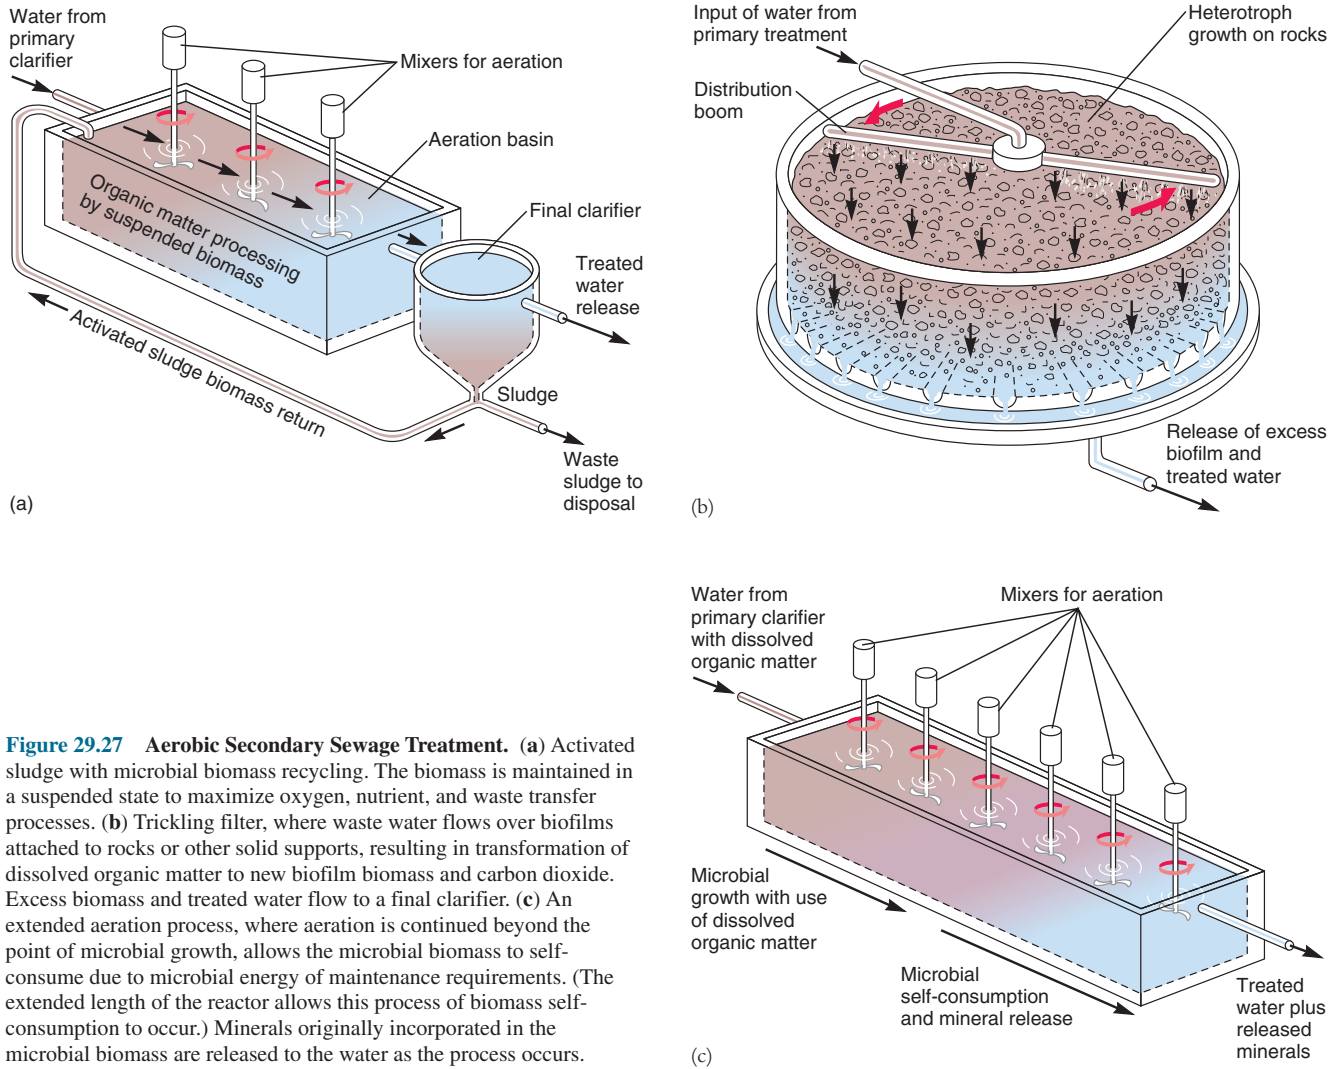 Water from
primary
clarifier
Mixers for aeration
Aeration basin
Organic matter processing
by suspended biomass
Final clarifier
Treated
water
release
Activated sludge biomass return
Sludge
Waste
sludge to
disposal
(a)
Input of water from
primary treatment
Heterotroph
growth on rocks
Distribution
boom
Release of excess
biofilm and
treated water
(b)
Water from
primary clarifier
with dissolved
organic matter
Mixers for aeration
Microbial
growth with use
of dissolved
organic matter
Microbial
self-consumption
and mineral release
Treated
water plus
released
minerals
(c)
Figure 29.27 Aerobic Secondary Sewage Treatment. (a) Activated
sludge with microbial biomass recycling. The biomass is maintained in
a suspended state to maximize oxygen, nutrient, and waste transfer
processes. (b) Trickling filter, where waste water flows over biofilms
attached to rocks or other solid supports, resulting in transformation of
dissolved organic matter to new biofilm biomass and carbon dioxide.
Excess biomass and treated water flow to a final clarifier. (c) An
extended aeration process, where aeration is continued beyond the
point of microbial growth, allows the microbial biomass to self-
consume due to microbial energy of maintenance requirements. (The
extended length of the reactor allows this process of biomass self-
consumption to occur.) Minerals originally incorporated in the
microbial biomass are released to the water as the process occurs.